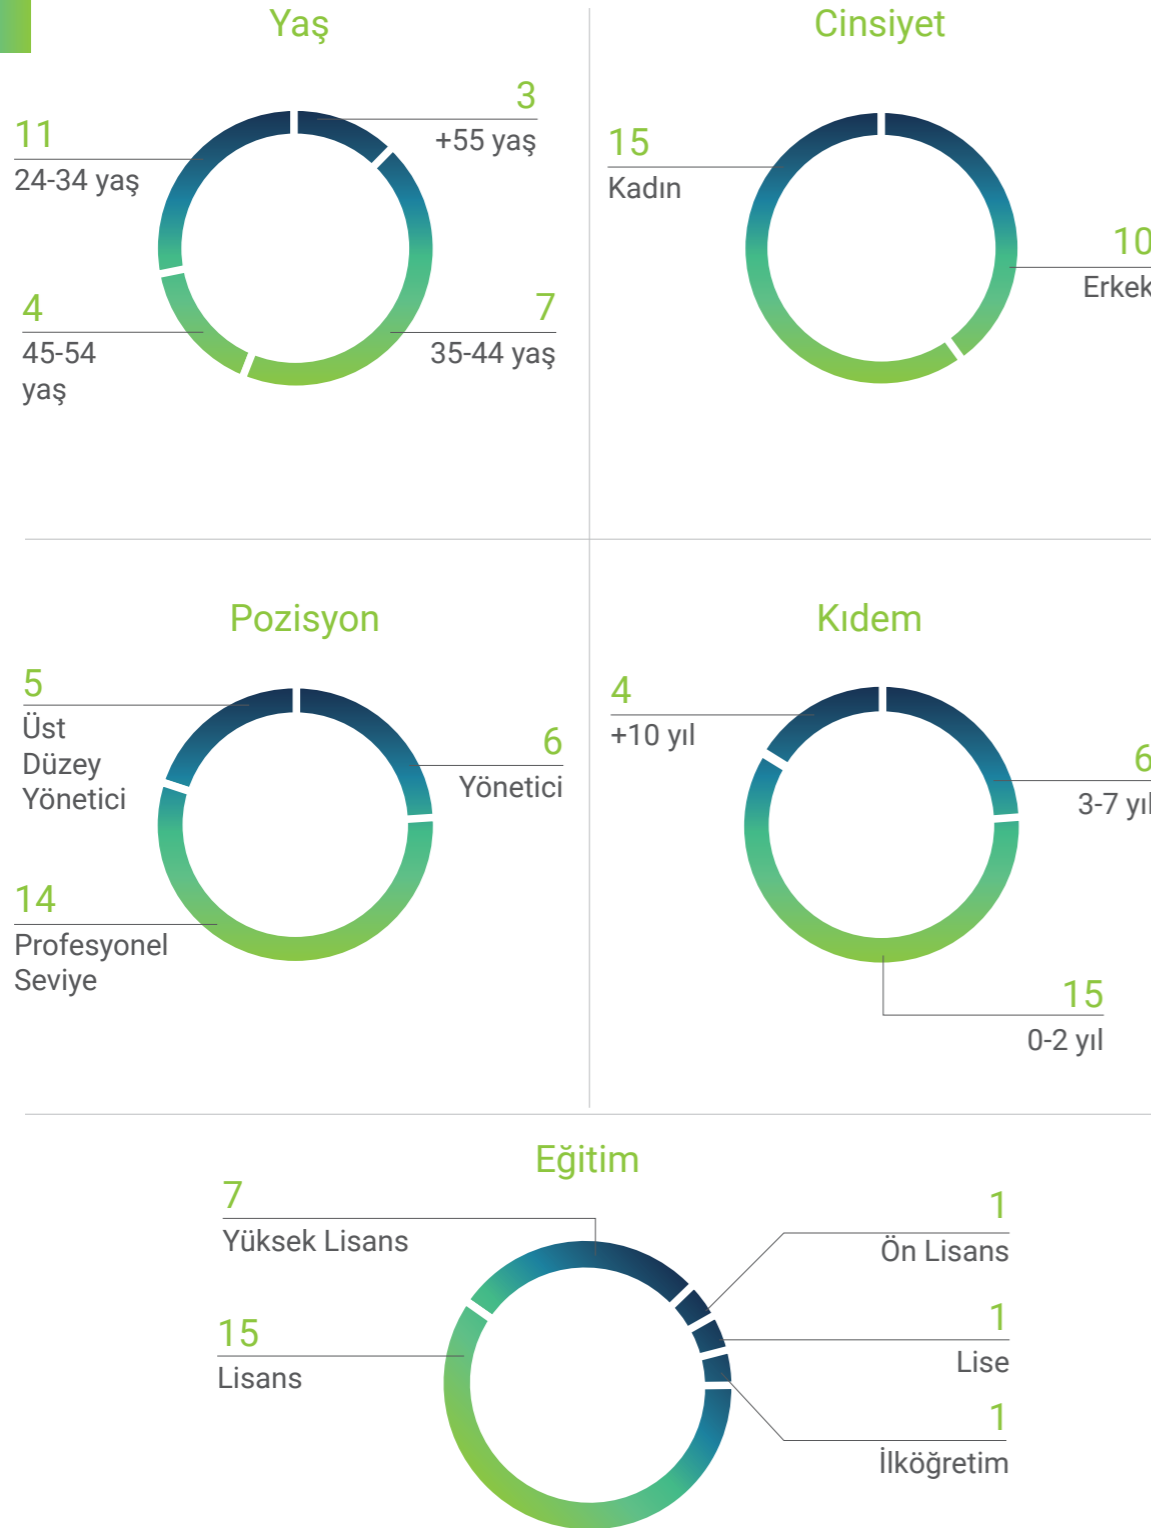 Yaş
11
24-34 yaş
3
+55 yaş
4
45-54
yaş
7
35-44 yaş
Cinsiyet
15
Kadın
10
Erkek
Pozisyon
5
Üst
Düzey
Yönetici
6
Yönetici
14
Profesyonel
Seviye
Kıdem
4
+10 yıl
6
3-7 yıl
15
0-2 yıl
Eğitim
7
Yüksek Lisans
1
Ön Lisans
15
Lisans
1
Lise
1
İlköğretim